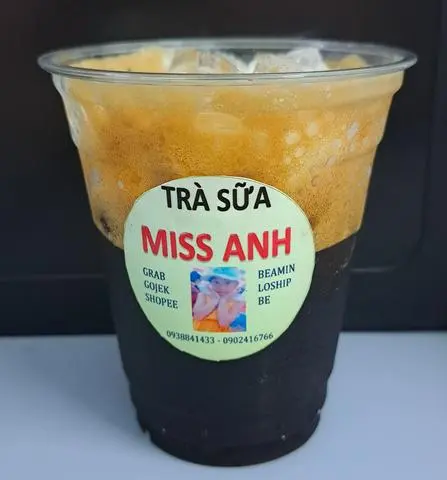 TRÀ SỮA
MISS ANH
GRAB
GOJEK
SHOPEE
BEAMIN
LOSHIP
BE
0938841433 - 0902416766